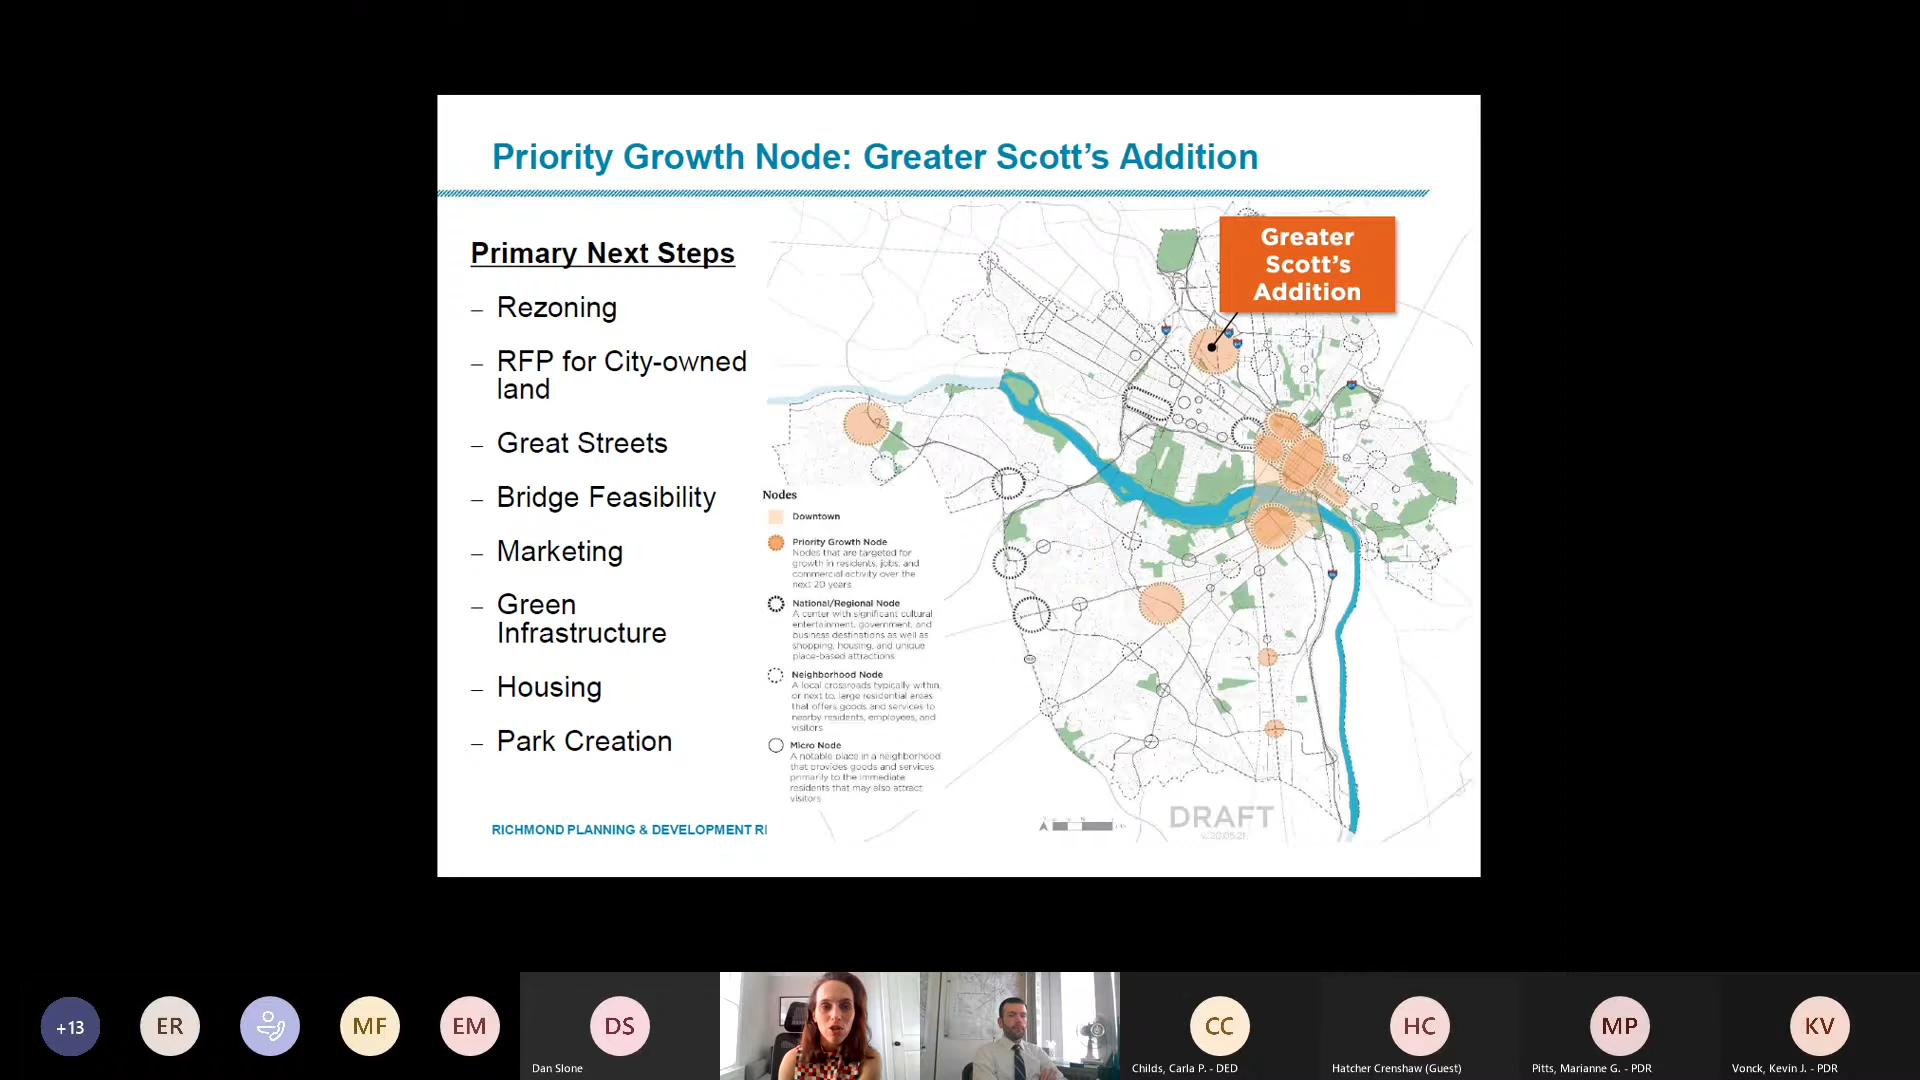 Priority Growth Node: Greater Scott's Addition
Primary Next Steps
– Rezoning
– RFP for City-owned
land
– Great Streets
– Bridge Feasibility
– Marketing
– Green
Infrastructure
– Housing
– Park Creation
RICHMOND PLANNING & DEVELOPMENT RE
Greater
Scott's
Addition
Nodes
Downtown
Priority Growth Node
Nodes that are targeted for
growth in residents, jobs, and
commercial activity over the
next 20 years
National/Regional Node
A center with significant cultural
entertainment, government, and
business destinations as well as
shopping, housing, and unique
place-based attractions
Neighborhood Node
A local crossroads typically within,
or next to, large residential areas
that offers goods and services to
nearby residents, employees, and
visitors
Micro Node
A notable place in a neighborhood
that provides goods and services
primarily to the immediate
residents that may also attract
visitors
DRAFT
+13
ER
MF
EM
DS
Dan Slone
CC
Childs, Carla P. - DED
HC
Hatcher Crenshaw (Guest)
MP
Pitts, Marianne G. - PDR
KV
Vonck, Kevin J. - PDR